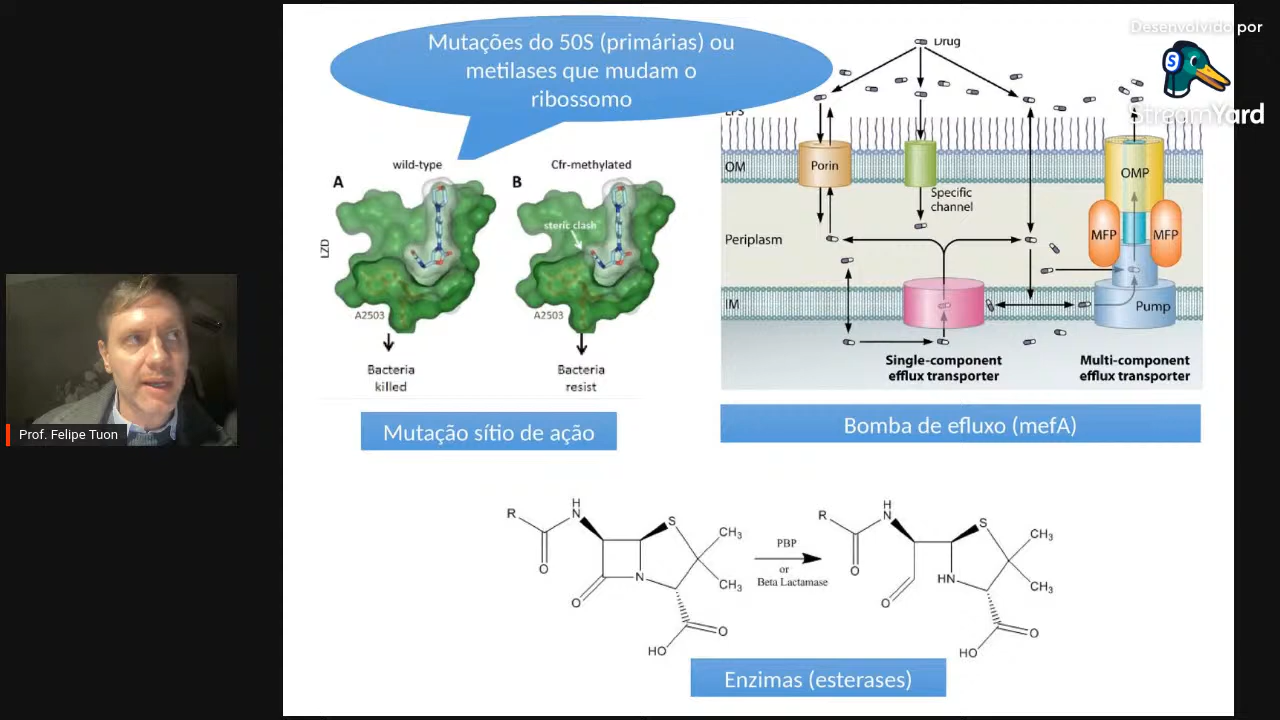 Mutações do 50S (primárias) ou
metilases que mudam o
ribossomo
Desenvolvido por
S
StreamYard
wild-type
Cfr-methylated
A
B
LZD
steric clash
A2503
A2503
Bacteria
killed
Bacteria
resist
Mutação sítio de ação
Drug
LPS
OM
Porin
Specific
channel
OMP
MFP
MFP
Periplasm
IM
Pump
Single-component
efflux transporter
Multi-component
efflux transporter
Bomba de efluxo (mefA)
Prof. Felipe Tuon
R
H
N
O
S
CH3
CH3
N
O
O
HO
PBP
or
Beta Lactamase
R
H
N
O
S
CH3
CH3
HN
O
O
HO
Enzimas (esterases)